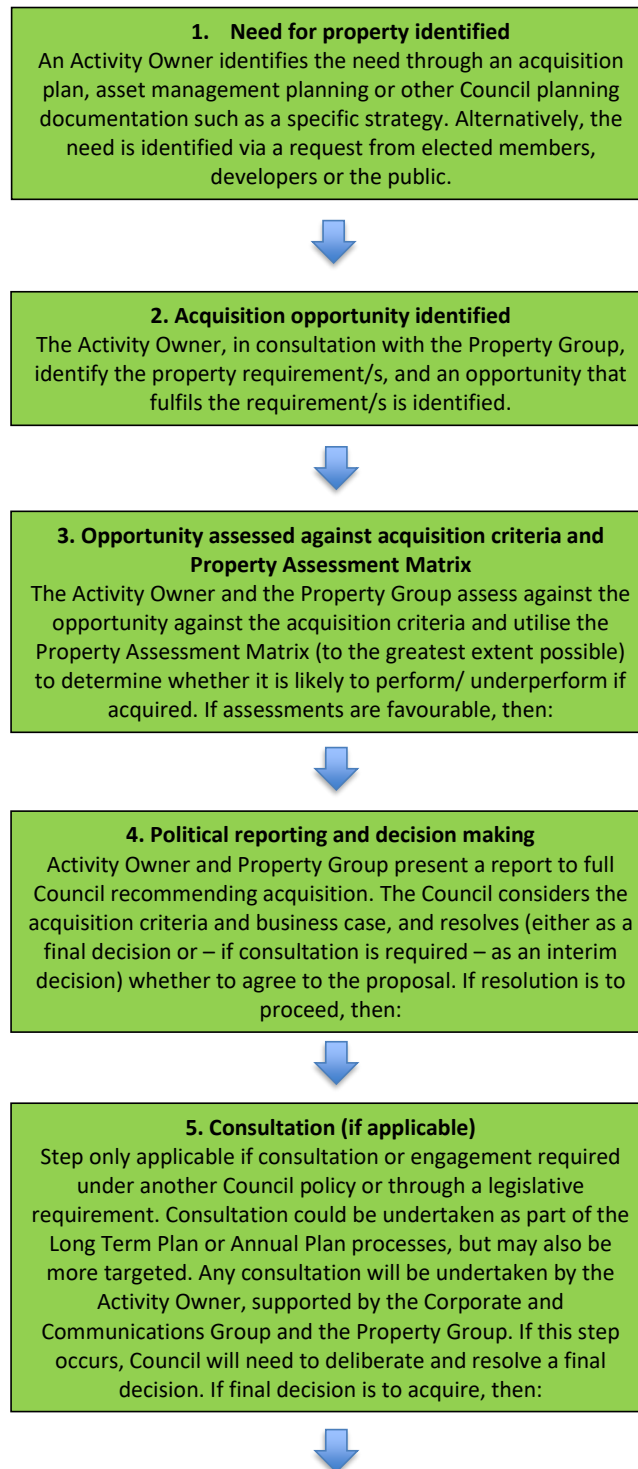 1. Need for property identified
An Activity Owner identifies the need through an acquisition
plan, asset management planning or other Council planning
documentation such as a specific strategy. Alternatively, the
need is identified via a request from elected members,
developers or the public.
2. Acquisition opportunity identified
The Activity Owner, in consultation with the Property Group,
identify the property requirement/s, and an opportunity that
fulfils the requirement/s is identified.
3. Opportunity assessed against acquisition criteria and
Property Assessment Matrix
The Activity Owner and the Property Group assess against the
opportunity against the acquisition criteria and utilise the
Property Assessment Matrix (to the greatest extent possible)
to determine whether it is likely to perform/ underperform if
acquired. If assessments are favourable, then:
4. Political reporting and decision making
Activity Owner and Property Group present a report to full
Council recommending acquisition. The Council considers the
acquisition criteria and business case, and resolves (either as a
final decision or – if consultation is required – as an interim
decision) whether to agree to the proposal. If resolution is to
proceed, then:
5. Consultation (if applicable)
Step only applicable if consultation or engagement required
under another Council policy or through a legislative
requirement. Consultation could be undertaken as part of the
Long Term Plan or Annual Plan processes, but may also be
more targeted. Any consultation will be undertaken by the
Activity Owner, supported by the Corporate and
Communications Group and the Property Group. If this step
occurs, Council will need to deliberate and resolve a final
decision. If final decision is to acquire, then: